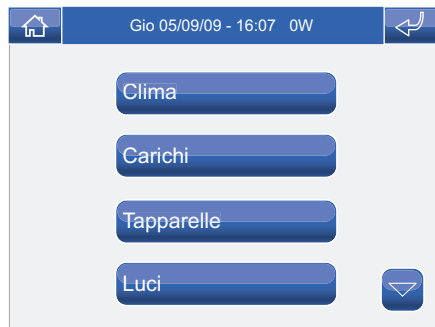 Gio 05/09/09 - 16:07 0W
Clima
Carichi
Tapparelle
Luci